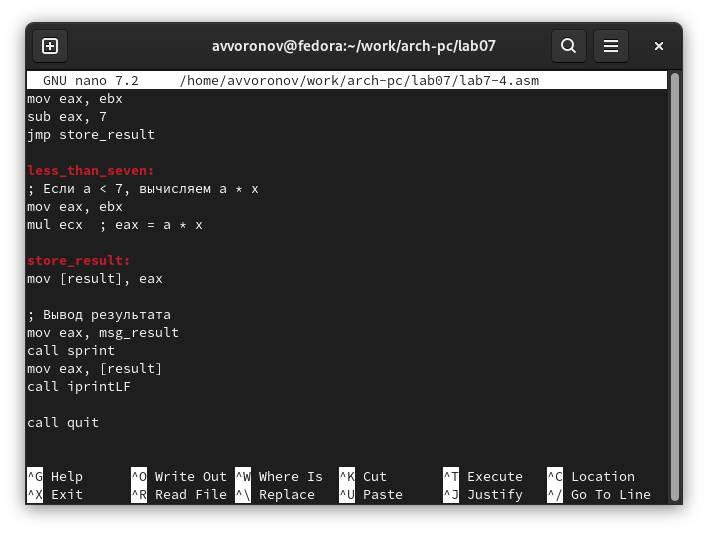 avvoronov@fedora:~/work/arch-pc/lab07
GNU nano 7.2 /home/avvoronov/work/arch-pc/lab07/lab7-4.asm
mov eax, ebx
sub eax, 7
jmp store_result
less_than_seven:
; Если a < 7, вычисляем a * x
mov eax, ebx
mul ecx  ; eax = a * x
store_result:
mov [result], eax
; Вывод результата
mov eax, msg_result
call sprint
mov eax, [result]
call iprintLF
call quit
^G Help ^O Write Out ^W Where Is ^K Cut ^T Execute ^C Location
^X Exit ^R Read File ^\ Replace ^U Paste ^J Justify ^/ Go To Line